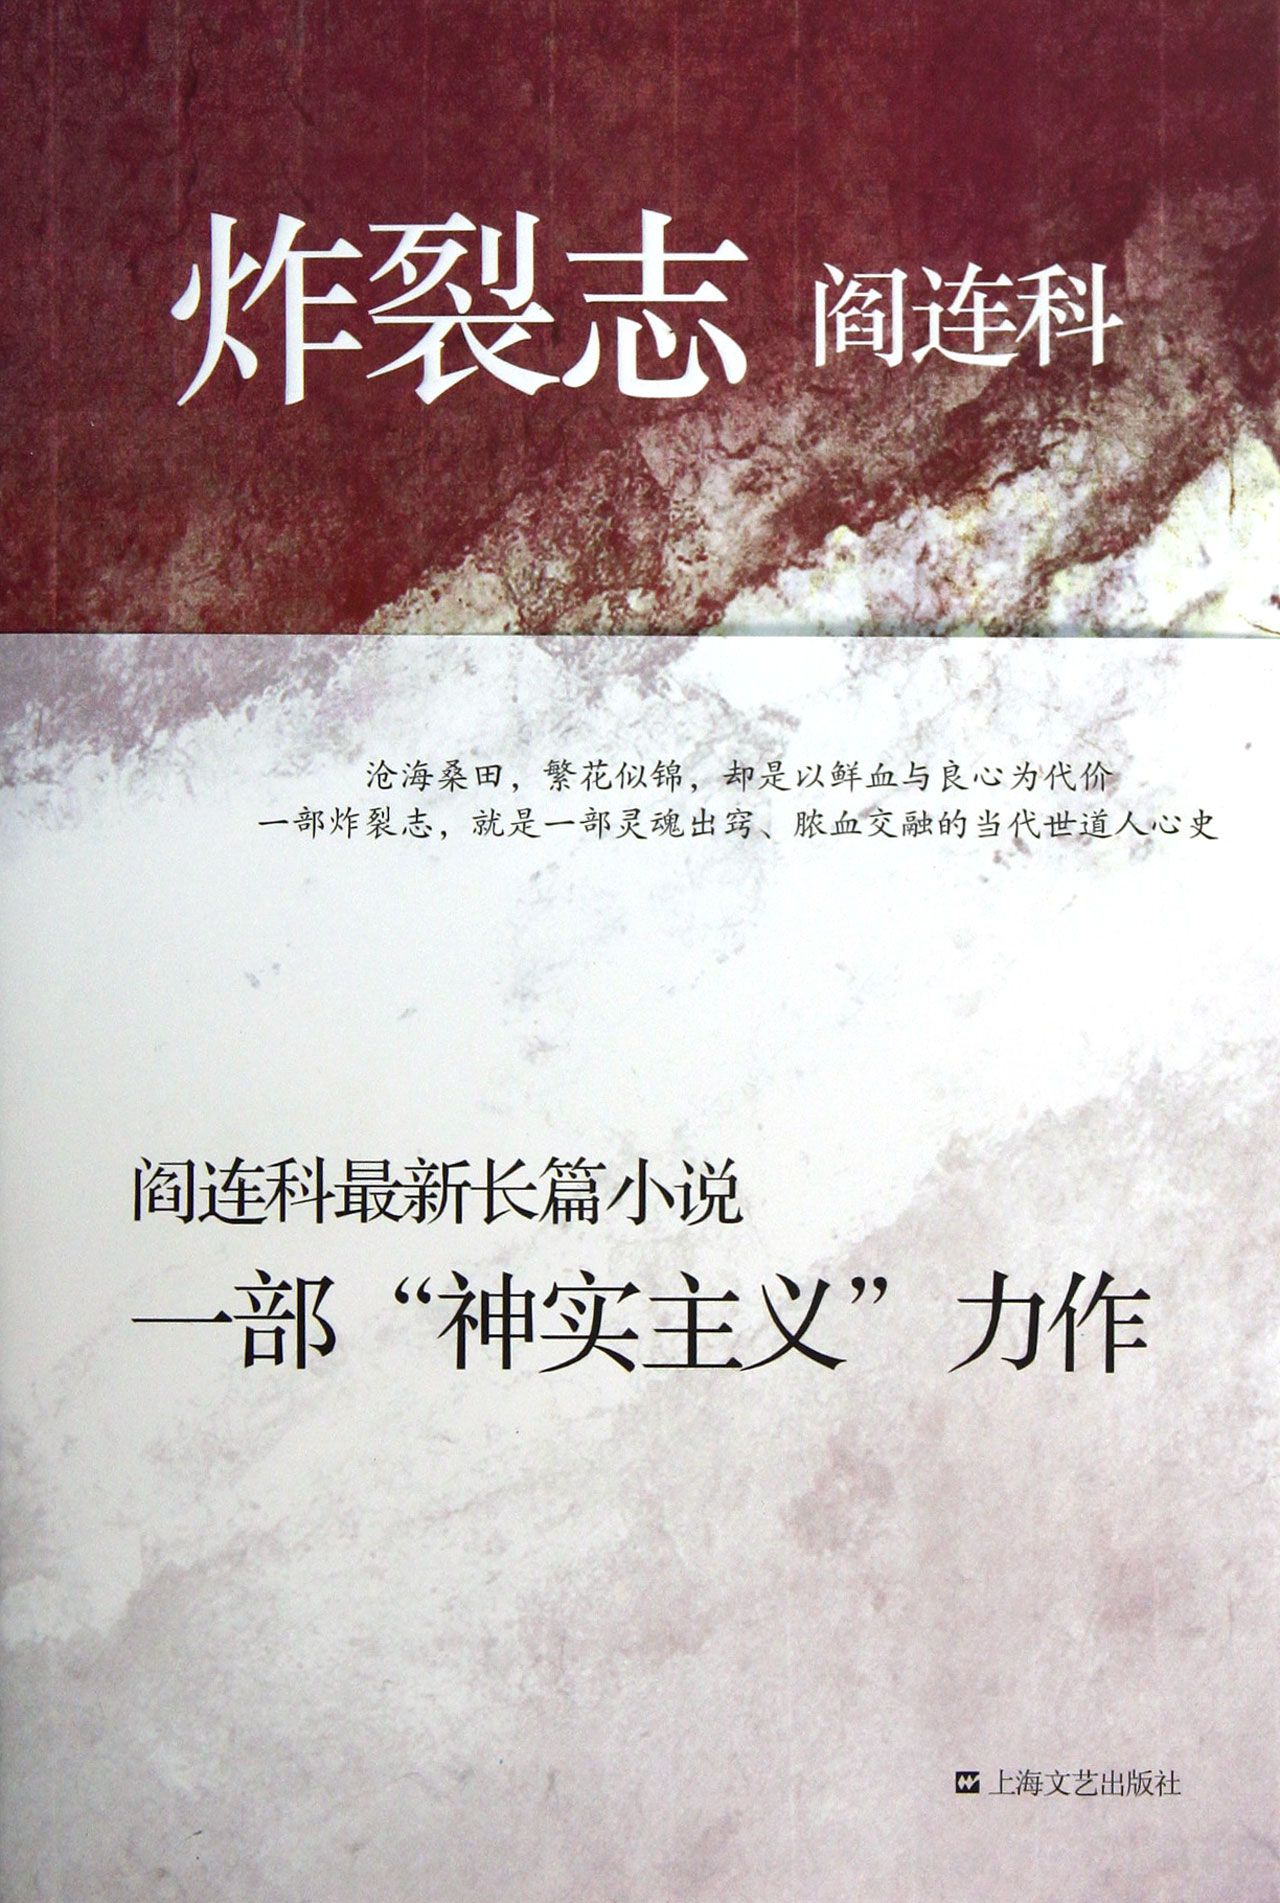 炸裂志 阎连科
沧海桑田，繁花似锦，却是以鲜血与良心为代价
一部炸裂志，就是一部灵魂出窍、脓血交融的当代世道人心史
阎连科最新长篇小说
一部“神实主义”力作
上海文艺出版社